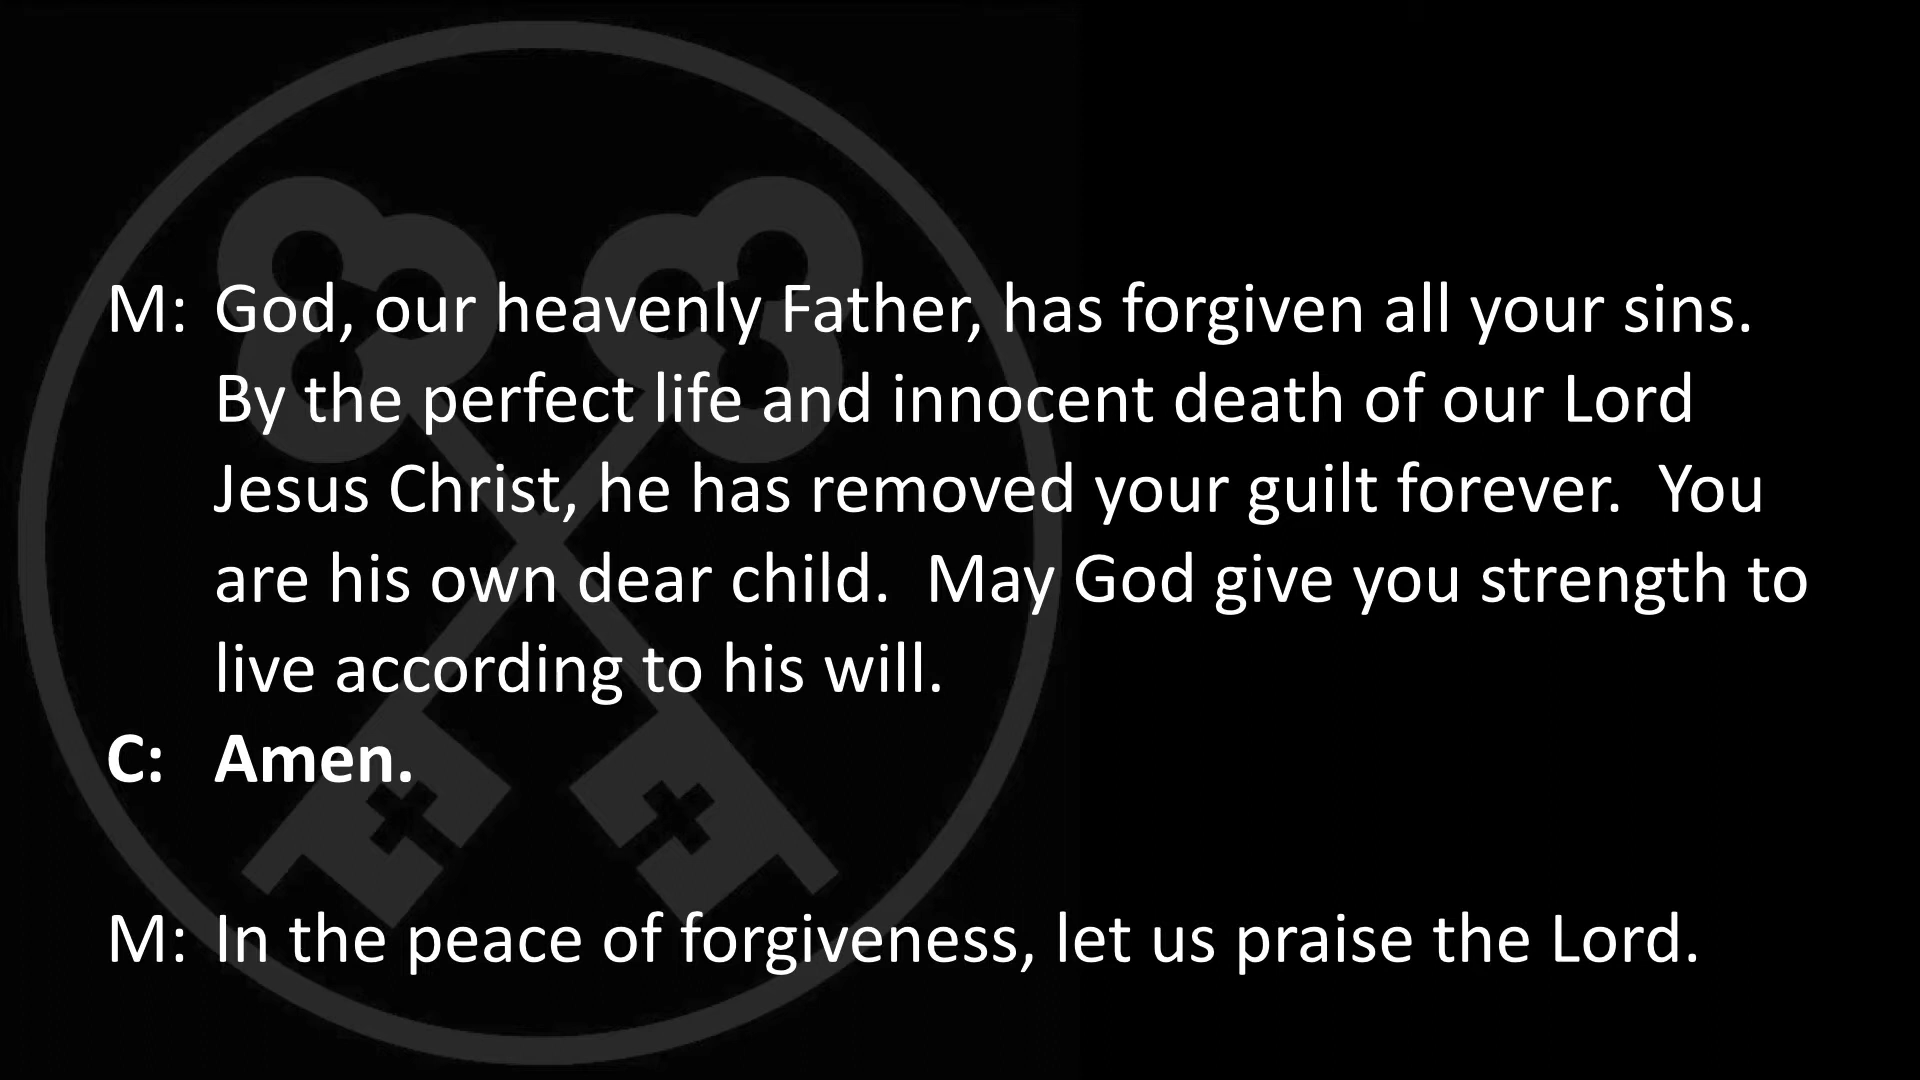 M: God, our heavenly Father, has forgiven all your sins.
By the perfect life and innocent death of our Lord
Jesus Christ, he has removed your guilt forever.  You
are his own dear child.  May God give you strength to
live according to his will.
C: Amen.
M: In the peace of forgiveness, let us praise the Lord.